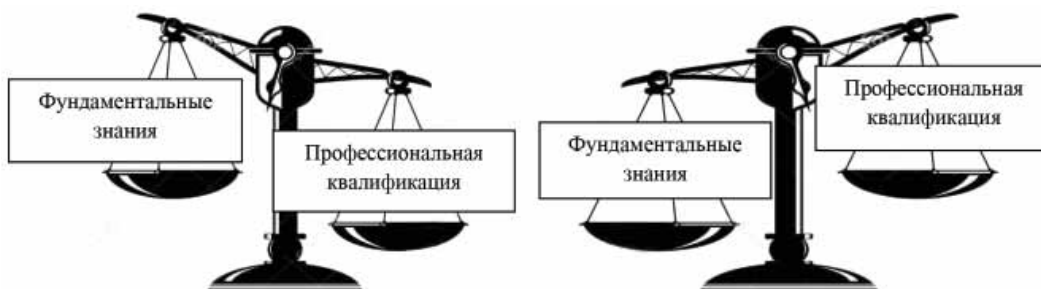 Фундаментальные
знания
Профессиональная
квалификация
Фундаментальные
знания
Профессиональная
квалификация